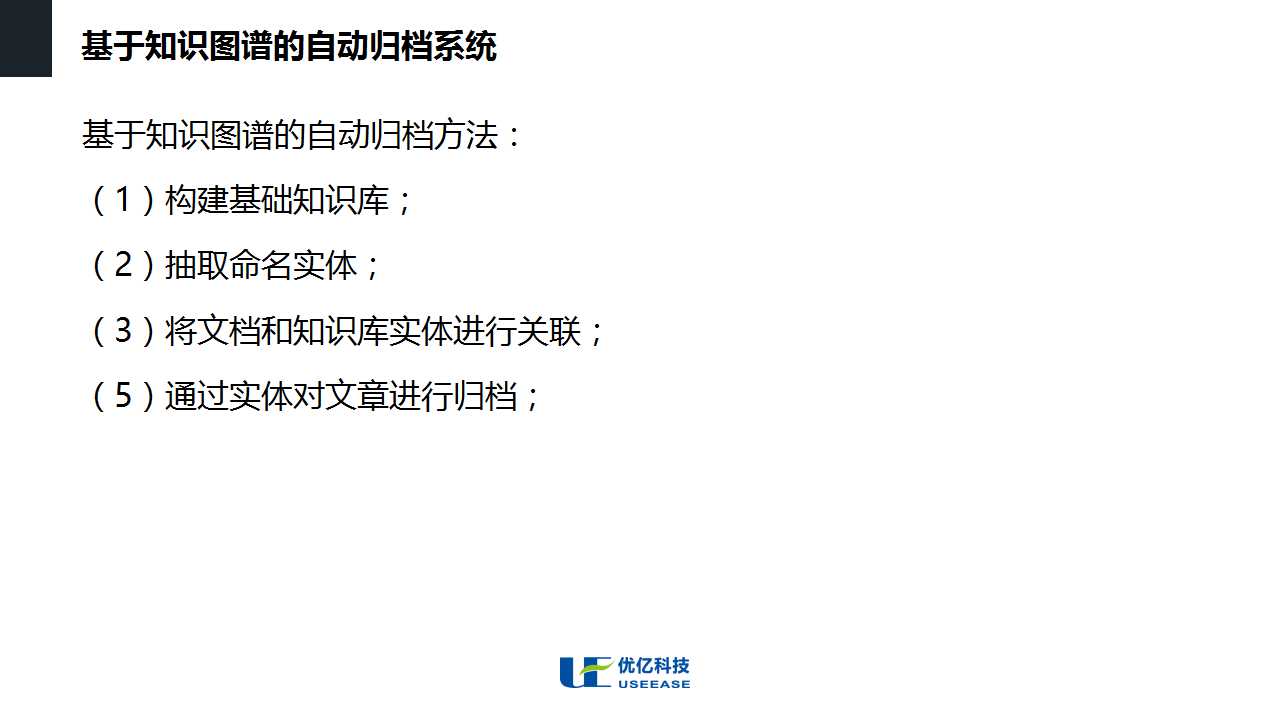 基于知识图谱的自动归档系统
基于知识图谱的自动归档方法：
（1）构建基础知识库；
（2）抽取命名实体；
（3）将文档和知识库实体进行关联；
（5）通过实体对文章进行归档；
UE 优亿科技
USEEASE